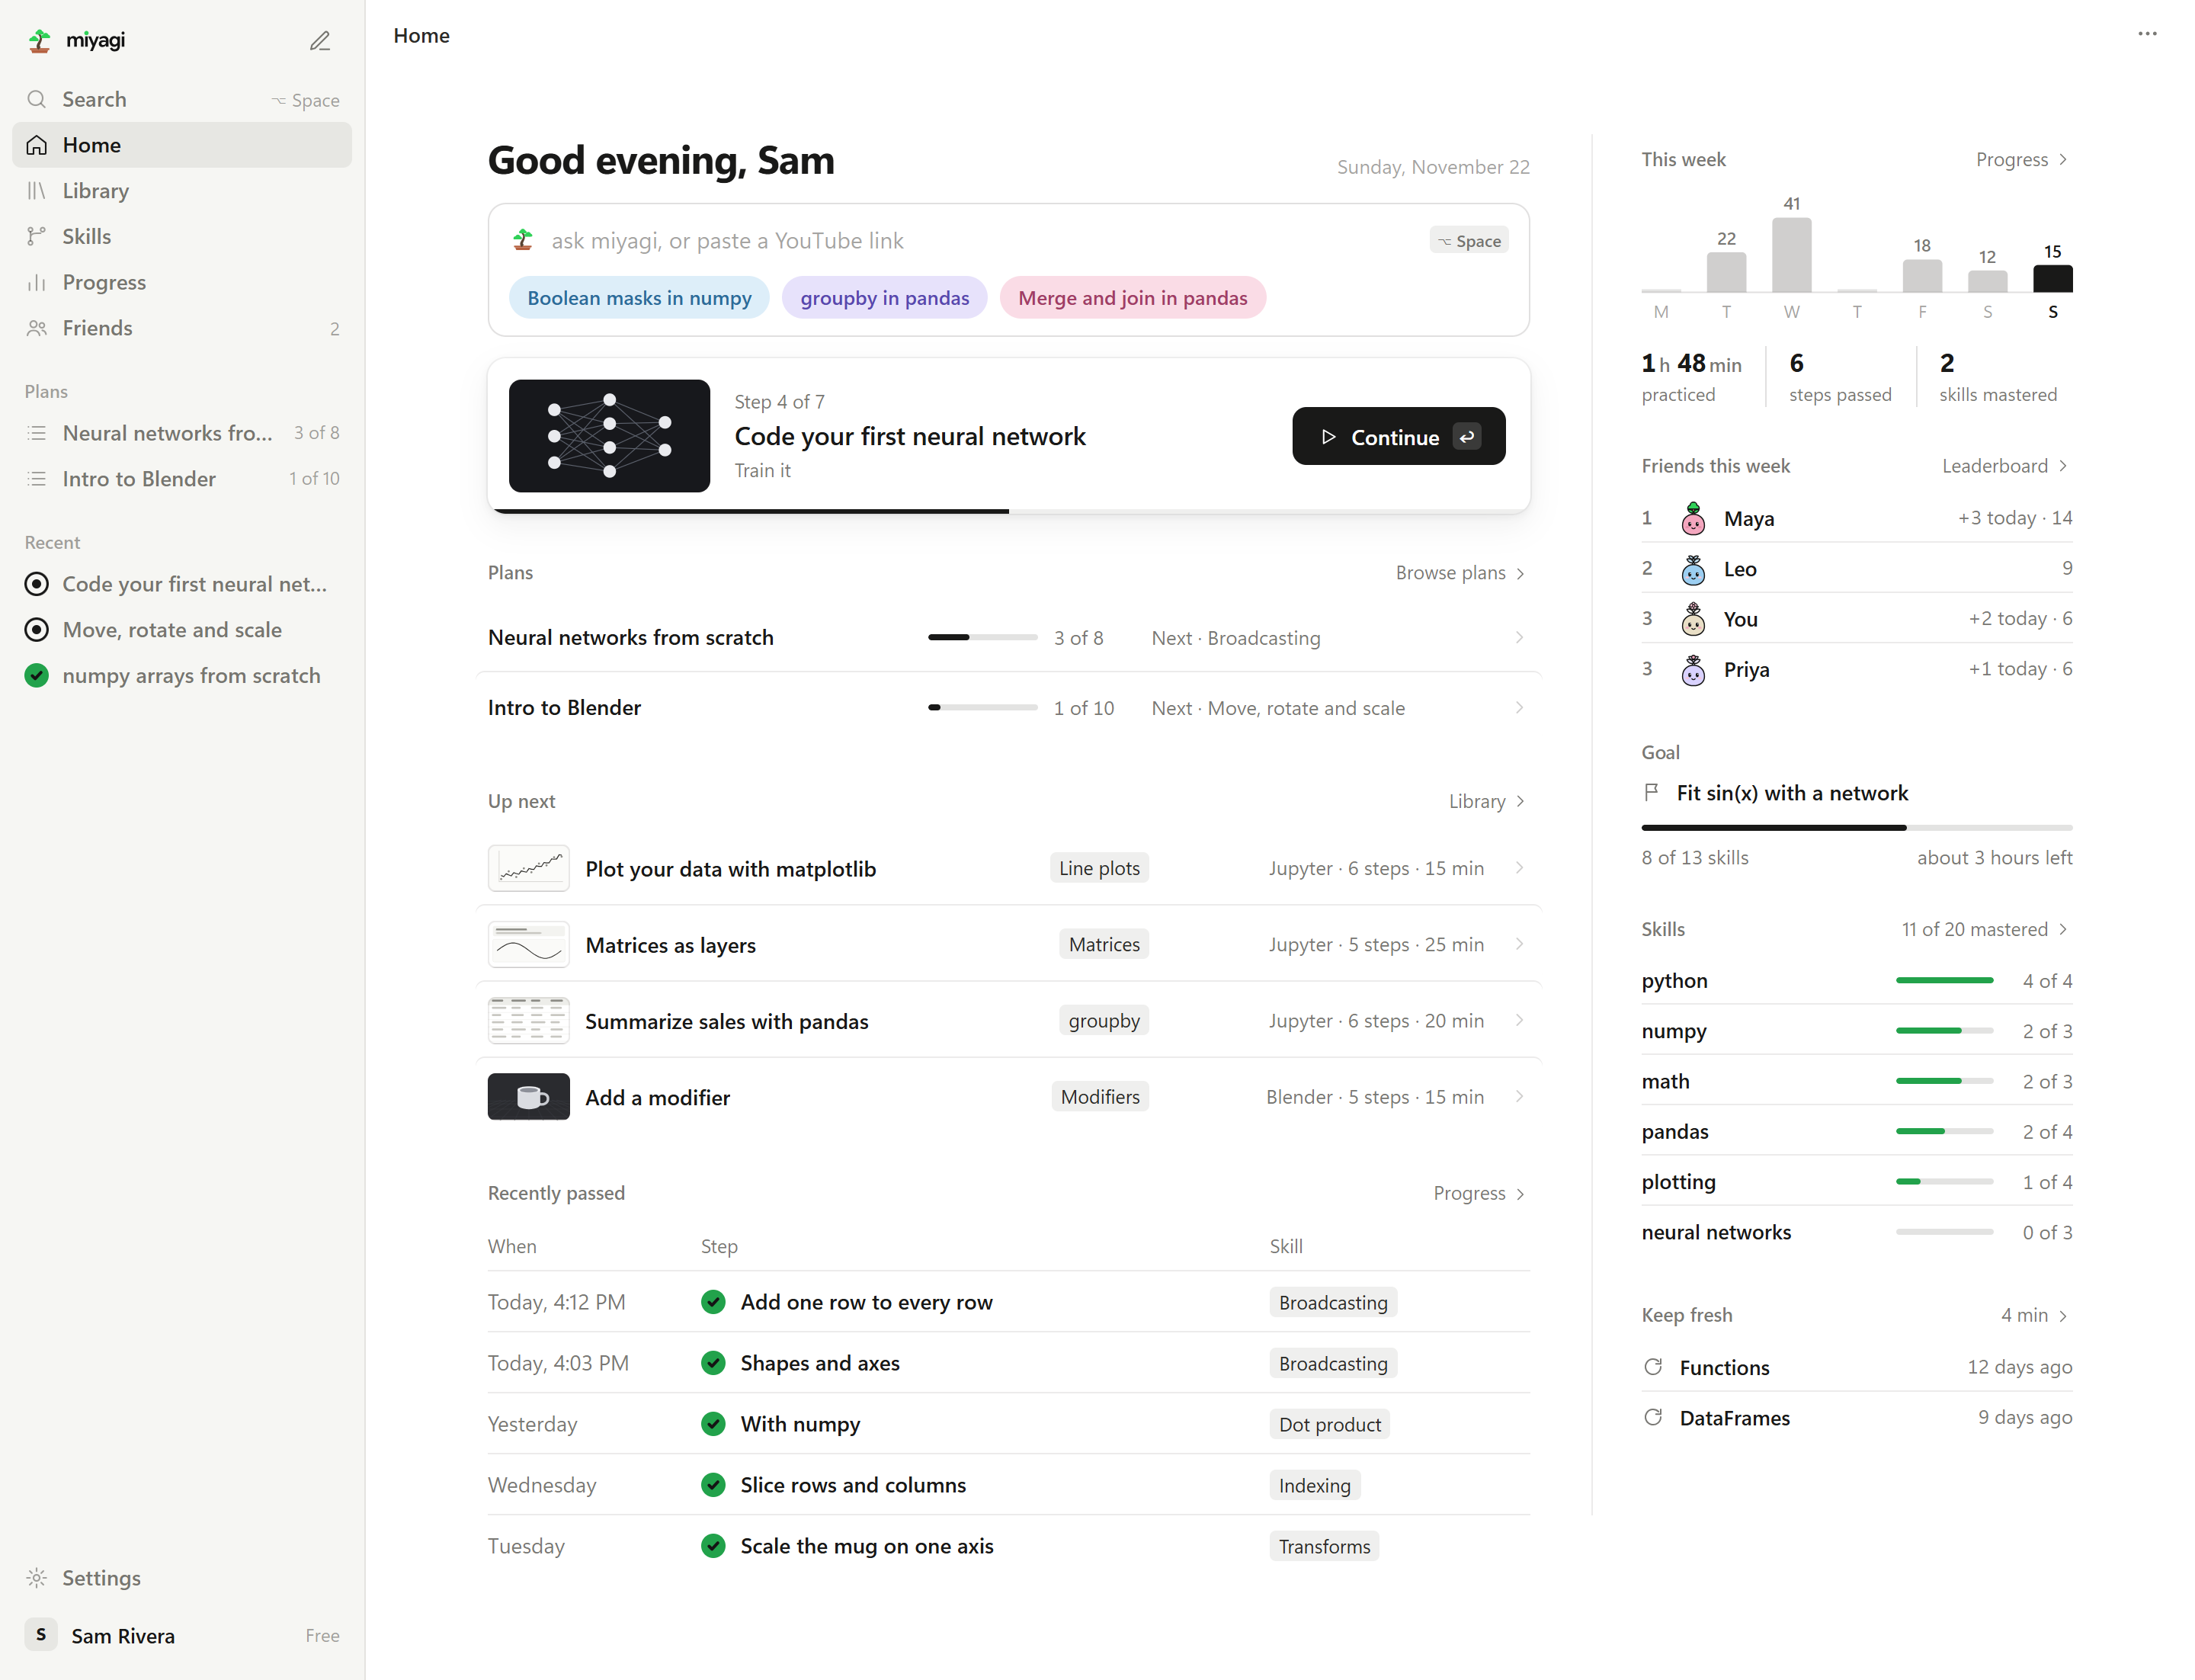 miyagi
Search ⌥ Space
Home
Library
Skills
Progress
Friends 2
Plans
Neural networks fro... 3 of 8
Intro to Blender 1 of 10
Recent
Code your first neural net...
Move, rotate and scale
numpy arrays from scratch
Settings
S Sam Rivera Free
Home
Good evening, Sam
Sunday, November 22
ask miyagi, or paste a YouTube link ⌥ Space
Boolean masks in numpy groupby in pandas Merge and join in pandas
Step 4 of 7
Code your first neural network
Train it
Continue
Plans Browse plans
Neural networks from scratch 3 of 8 Next · Broadcasting
Intro to Blender 1 of 10 Next · Move, rotate and scale
Up next Library
Plot your data with matplotlib Line plots Jupyter · 6 steps · 15 min
Matrices as layers Matrices Jupyter · 5 steps · 25 min
Summarize sales with pandas groupby Jupyter · 6 steps · 20 min
Add a modifier Modifiers Blender · 5 steps · 15 min
Recently passed Progress
When Step Skill
Today, 4:12 PM Add one row to every row Broadcasting
Today, 4:03 PM Shapes and axes Broadcasting
Yesterday With numpy Dot product
Wednesday Slice rows and columns Indexing
Tuesday Scale the mug on one axis Transforms
This week Progress
22 41 18 12 15
M T W T F S S
1 h 48 min 6 2
practiced steps passed skills mastered
Friends this week Leaderboard
1 Maya +3 today · 14
2 Leo 9
3 You +2 today · 6
3 Priya +1 today · 6
Goal
Fit sin(x) with a network
8 of 13 skills about 3 hours left
Skills 11 of 20 mastered
python 4 of 4
numpy 2 of 3
math 2 of 3
pandas 2 of 4
plotting 1 of 4
neural networks 0 of 3
Keep fresh 4 min
Functions 12 days ago
DataFrames 9 days ago